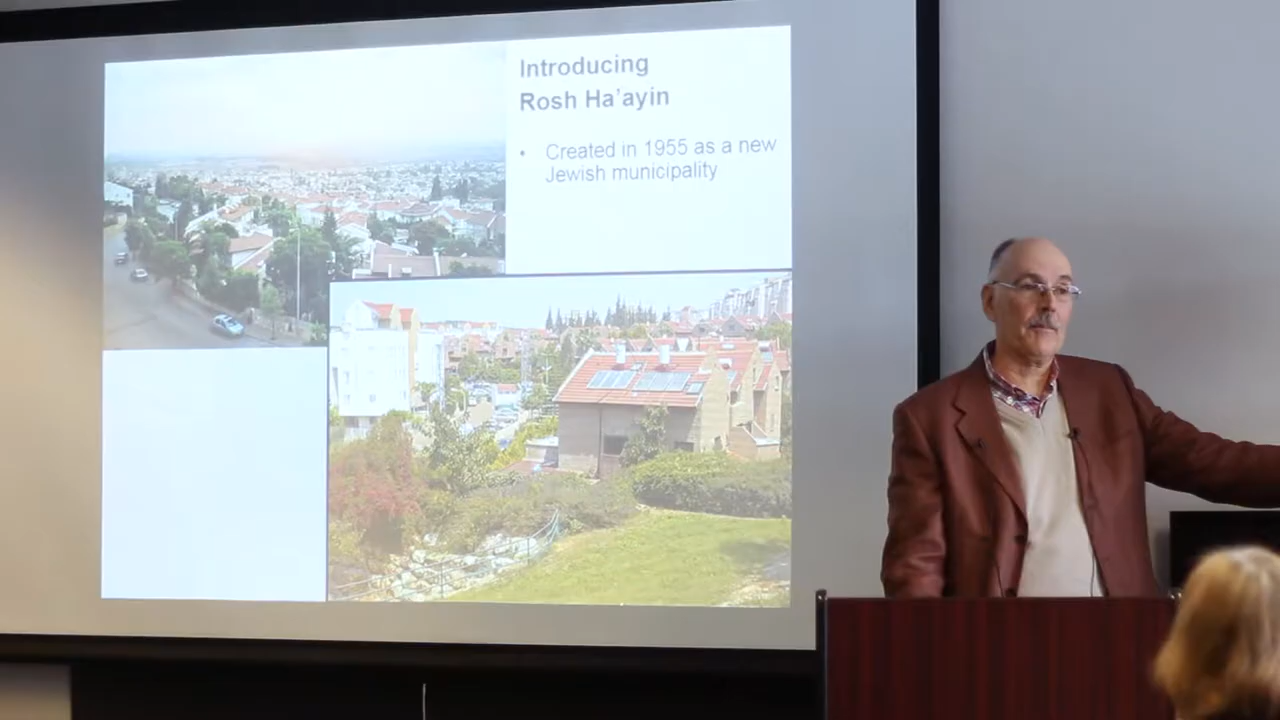 Introducing
Rosh Ha’ayin
• Created in 1955 as a new
Jewish municipality